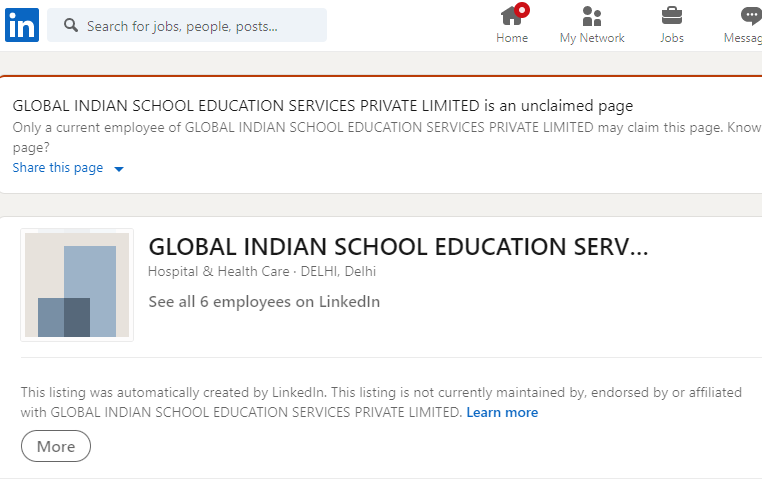 in
Search for jobs, people, posts...
Home
My Network
Jobs
GLOBAL INDIAN SCHOOL EDUCATION SERVICES PRIVATE LIMITED is an unclaimed page
Only a current employee of GLOBAL INDIAN SCHOOL EDUCATION SERVICES PRIVATE LIMITED may claim this page. Know
page?
Share this page
GLOBAL INDIAN SCHOOL EDUCATION SERV...
Hospital & Health Care · DELHI, Delhi
See all 6 employees on LinkedIn
This listing was automatically created by LinkedIn. This listing is not currently maintained by, endorsed by or affiliated
with GLOBAL INDIAN SCHOOL EDUCATION SERVICES PRIVATE LIMITED. Learn more
More